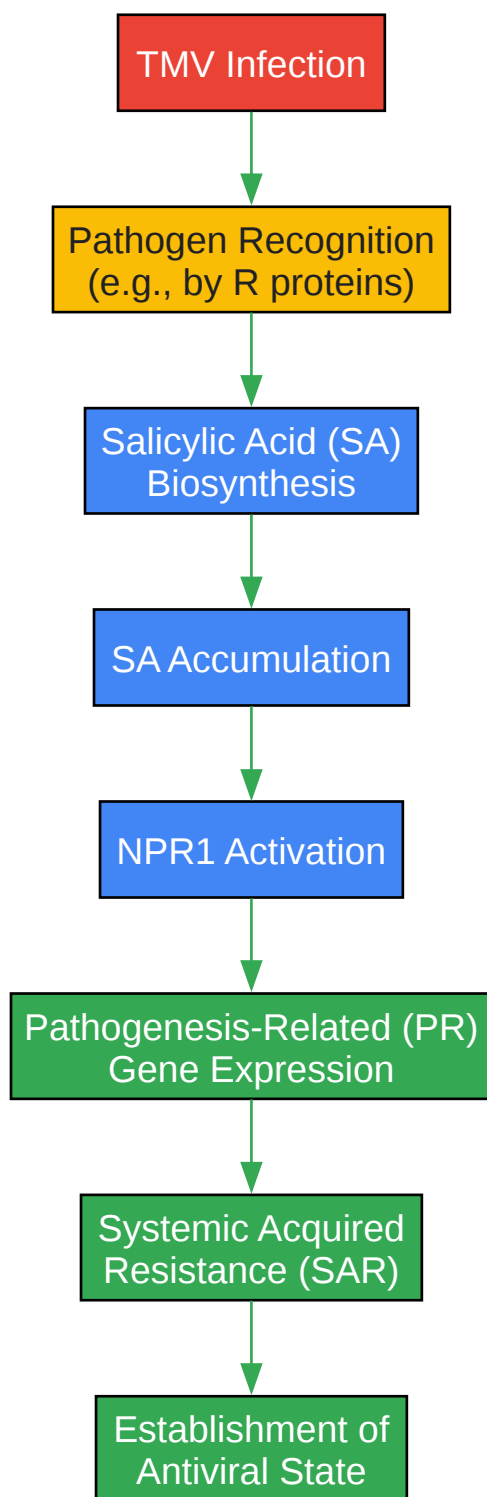 TMV Infection
Pathogen Recognition
(e.g., by R proteins)
Salicylic Acid (SA)
Biosynthesis
SA Accumulation
NPR1 Activation
Pathogenesis-Related (PR)
Gene Expression
Systemic Acquired
Resistance (SAR)
Establishment of
Antiviral State